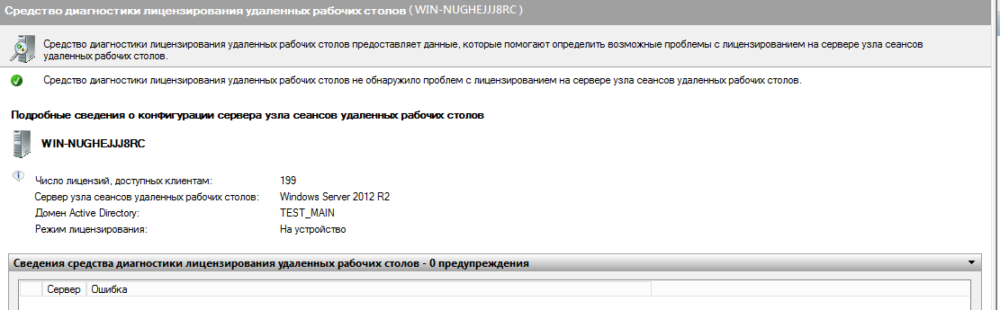 Средство диагностики лицензирования удаленных рабочих столов (WIN-NUGHEJJJ8RC)
Средство диагностики лицензирования удаленных рабочих столов предоставляет данные, которые помогают определить возможные проблемы с лицензированием на сервере узла сеансов
удаленных рабочих столов.
Средство диагностики лицензирования удаленных рабочих столов не обнаружило проблем с лицензированием на сервере узла сеансов удаленных рабочих столов.
Подробные сведения о конфигурации сервера узла сеансов удаленных рабочих столов
WIN-NUGHEJJJ8RC
Число лицензий, доступных клиентам: 199
Сервер узла сеансов удаленных рабочих столов: Windows Server 2012 R2
Домен Active Directory: TEST_MAIN
Режим лицензирования: На устройство
Сведения средства диагностики лицензирования удаленных рабочих столов - 0 предупреждения
Сервер Ошибка